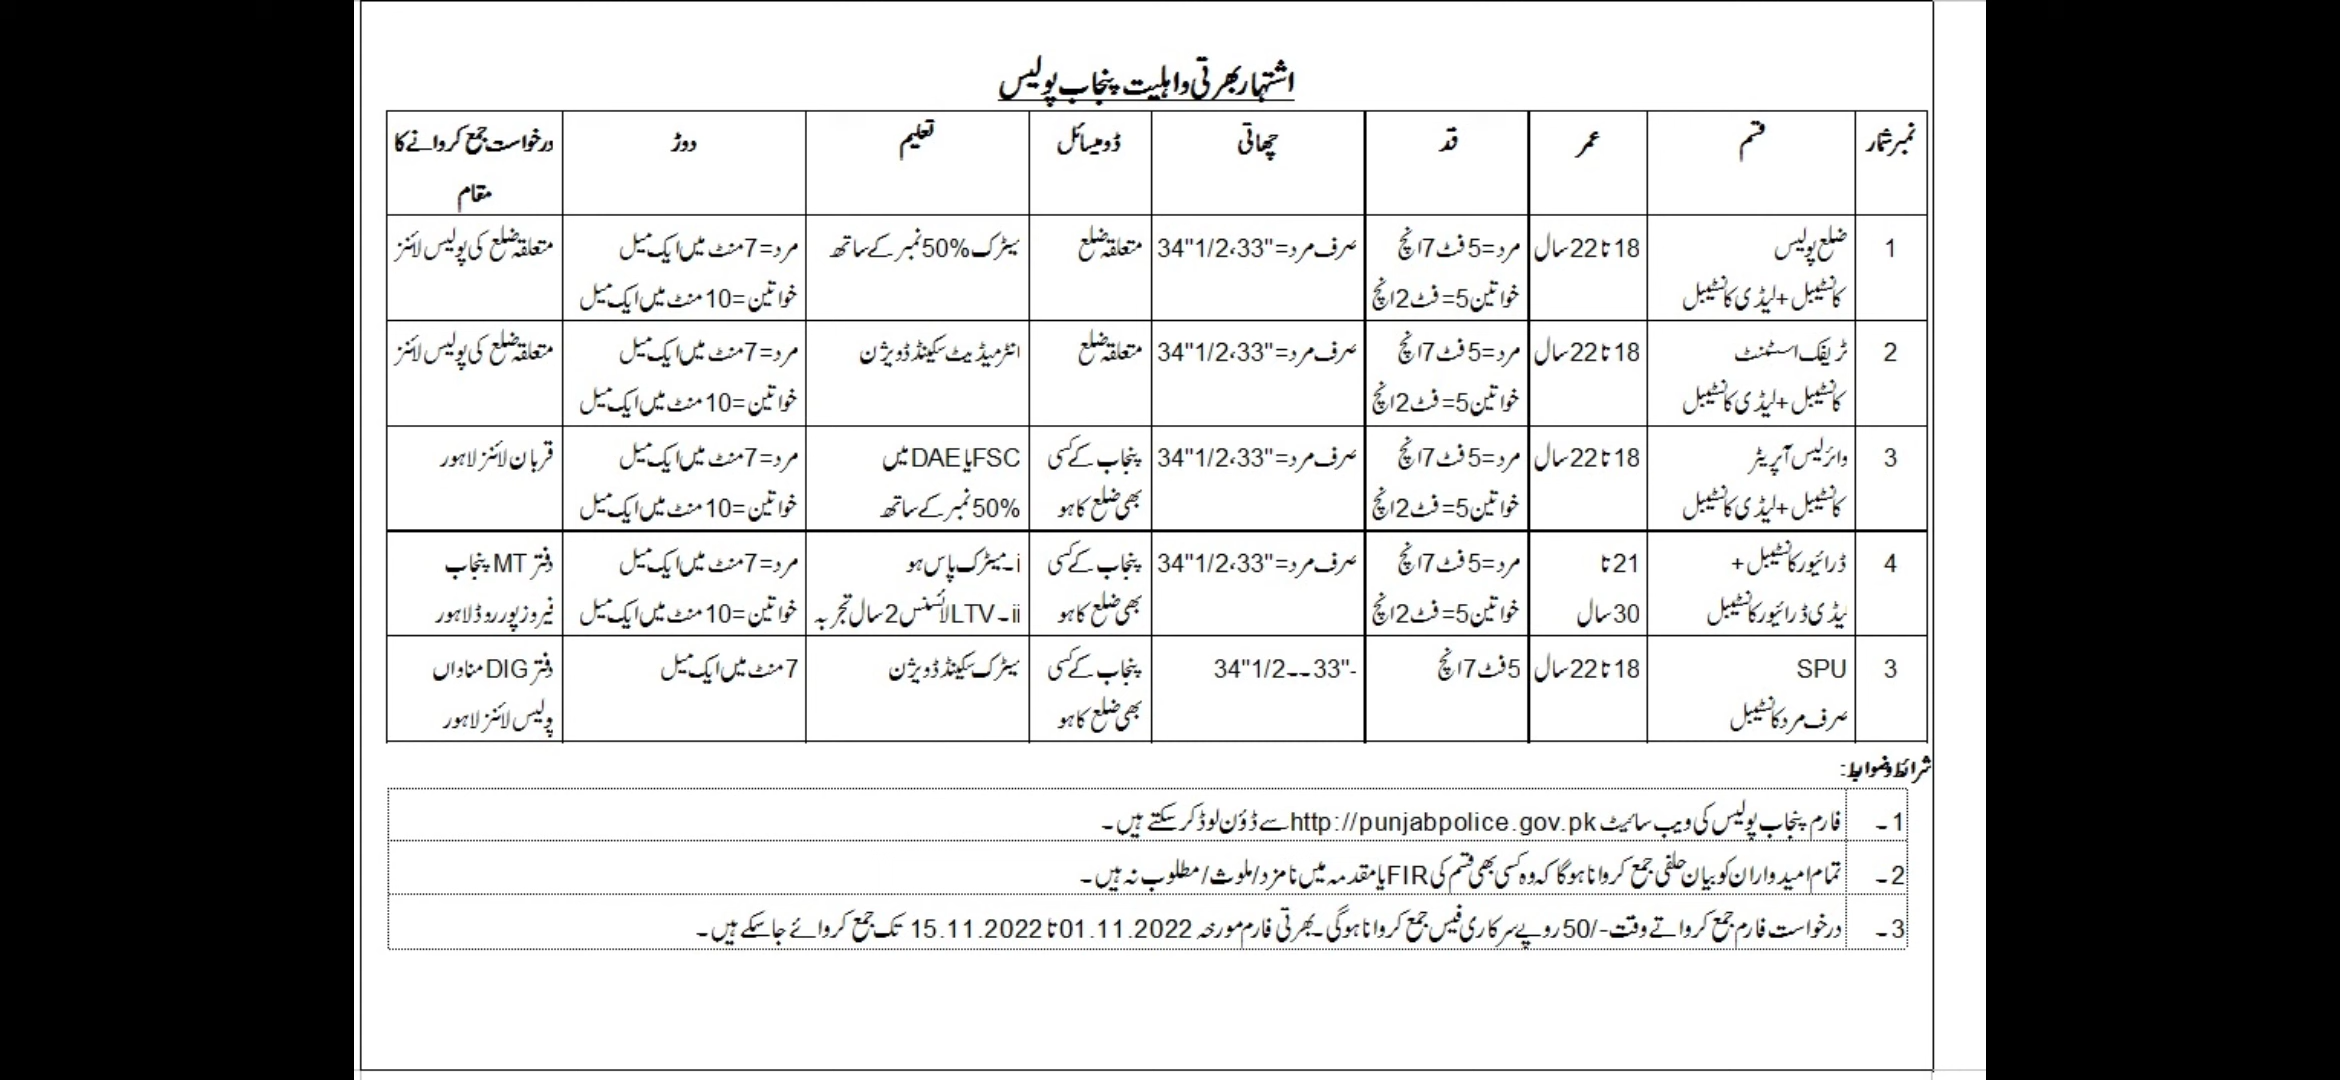 اشتہار بھرتی و اہلیت پنجاب پولیس
نمبر شمار قسم عمر قد چھاتی ڈومیسائل تعلیم دوڑ درخواست جمع کروانے کا
مقام
1 ضلع پولیس 18 تا 22 سال مرد=5 فٹ 7 انچ صرف مرد="33،1/2"34 متعلقہ ضلع میٹرک %50 نمبر کے ساتھ مرد=7 منٹ میں ایک میل متعلقہ ضلع کی پولیس لائنز
کانسٹیبل+لیڈی کانسٹیبل خواتین 5=فٹ 2 انچ خواتین=10 منٹ میں ایک میل
2 ٹریفک اسسٹنٹ 18 تا 22 سال مرد=5 فٹ 7 انچ صرف مرد="33،1/2"34 متعلقہ ضلع انٹرمیڈیٹ سیکنڈ ڈویژن مرد=7 منٹ میں ایک میل متعلقہ ضلع کی پولیس لائنز
کانسٹیبل+لیڈی کانسٹیبل خواتین 5=فٹ 2 انچ خواتین=10 منٹ میں ایک میل
3 وائرلیس آپریٹر 18 تا 22 سال مرد=5 فٹ 7 انچ صرف مرد="33،1/2"34 پنجاب کے کسی FSC یا DAE میں مرد=7 منٹ میں ایک میل قربان لائنز لاہور
کانسٹیبل+لیڈی کانسٹیبل خواتین 5=فٹ 2 انچ بھی ضلع کا ہو %50 نمبر کے ساتھ خواتین=10 منٹ میں ایک میل
4 ڈرائیور کانسٹیبل+ 21 تا مرد=5 فٹ 7 انچ صرف مرد="33،1/2"34 پنجاب کے کسی i۔میٹرک پاس ہو مرد=7 منٹ میں ایک میل دفتر MT پنجاب
لیڈی ڈرائیور کانسٹیبل 30 سال خواتین 5=فٹ 2 انچ بھی ضلع کا ہو ii۔LTV لائسنس 2 سال تجربہ خواتین=10 منٹ میں ایک میل فیروز پور روڈ لاہور
3 SPU 18 تا 22 سال 5 فٹ 7 انچ -"33--1/2"34 پنجاب کے کسی میٹرک سیکنڈ ڈویژن 7 منٹ میں ایک میل دفتر DIG مناواں
صرف مرد کانسٹیبل بھی ضلع کا ہو پولیس لائنز لاہور
شرائط و ضوابط:
1۔ فارم پنجاب پولیس کی ویب سائیٹ http://punjabpolice.gov.pk سے ڈؤن لوڈ کر سکتے ہیں۔
2۔ تمام امیدواران کو بیان حلفی جمع کروانا ہو گا کہ وہ کسی بھی قسم کی FIR یا مقدمہ میں نامزد/ملوث/مطلوب نہ ہیں۔
3۔ درخواست فارم جمع کرواتے وقت -/50 روپے سرکاری فیس جمع کروانا ہو گی۔ بھرتی فارم مورخہ 01.11.2022 تا 15.11.2022 تک جمع کروائے جا سکے ہیں۔